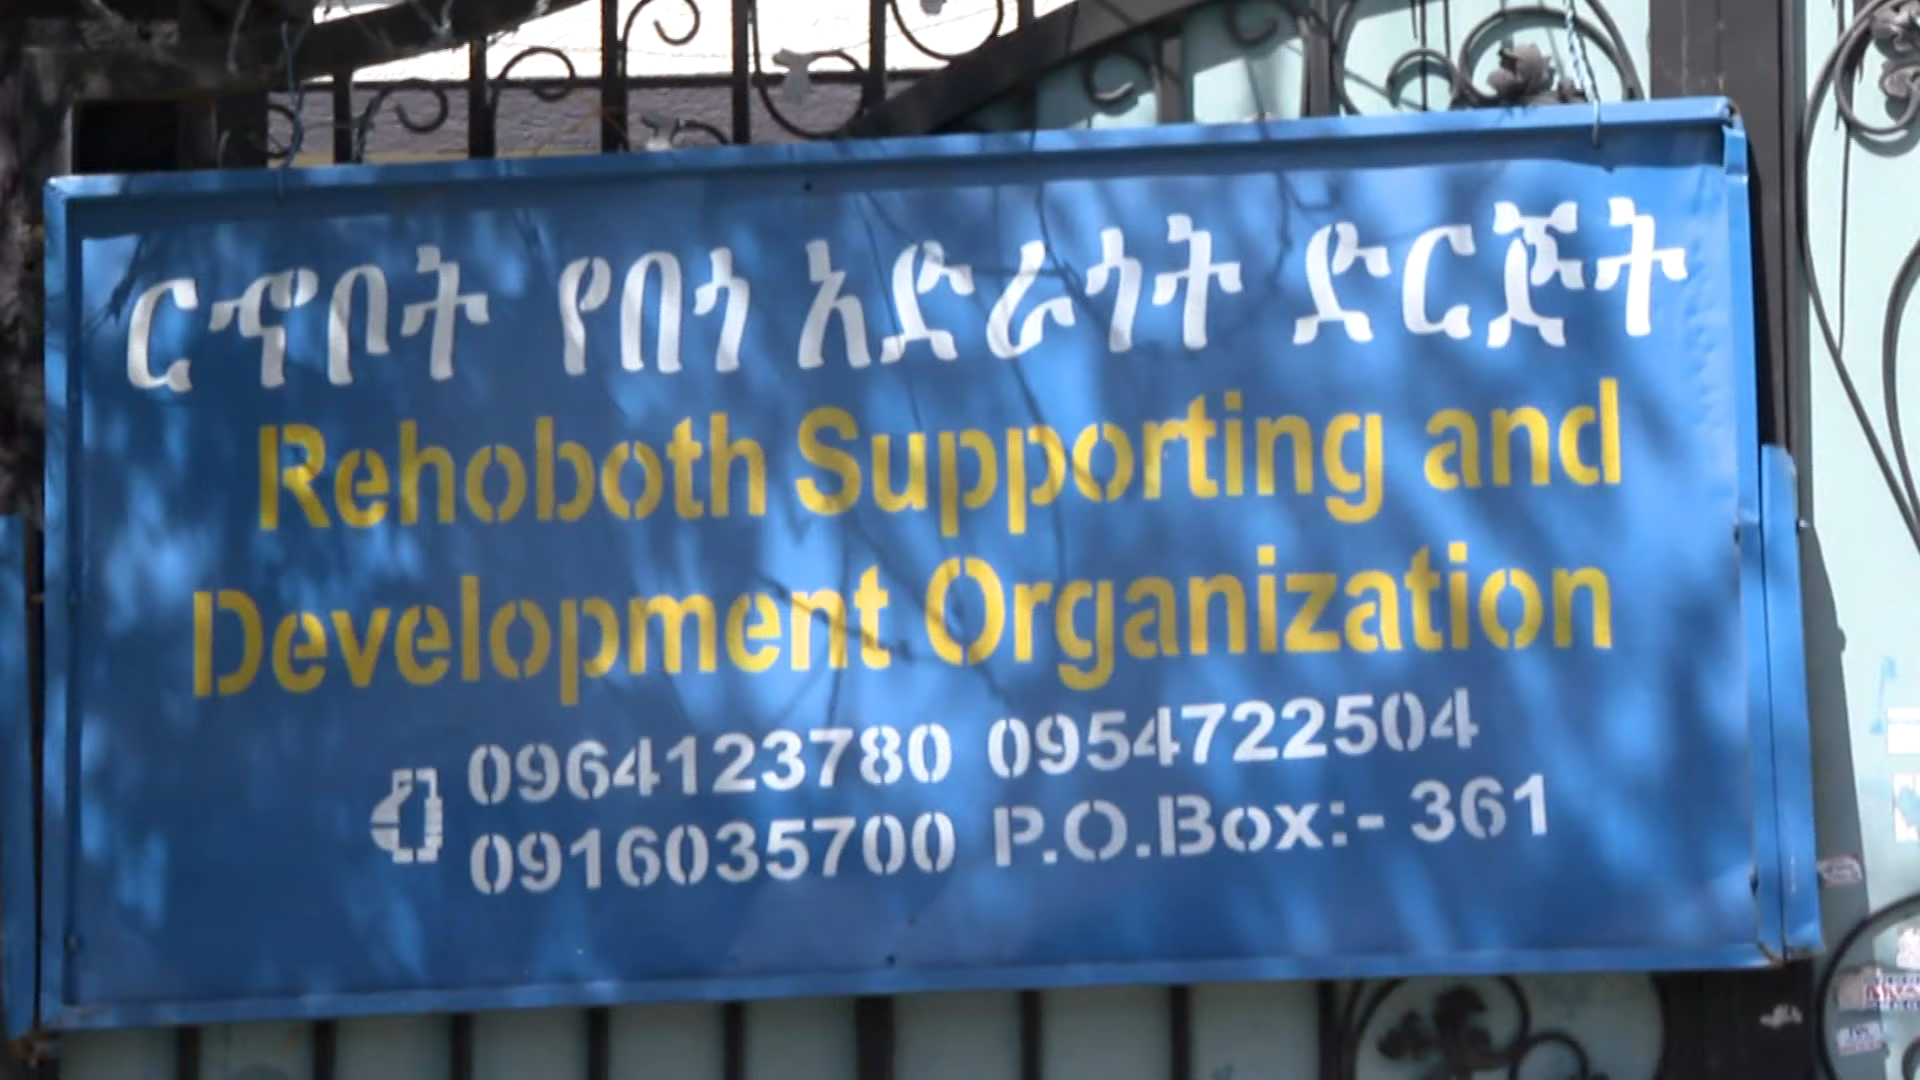 ርኆቦት የበጎ አድራጎት ድርጅት
Rehoboth Supporting and
Development Organization
0964123780 0954722504
0916035700 P.O.Box:- 361